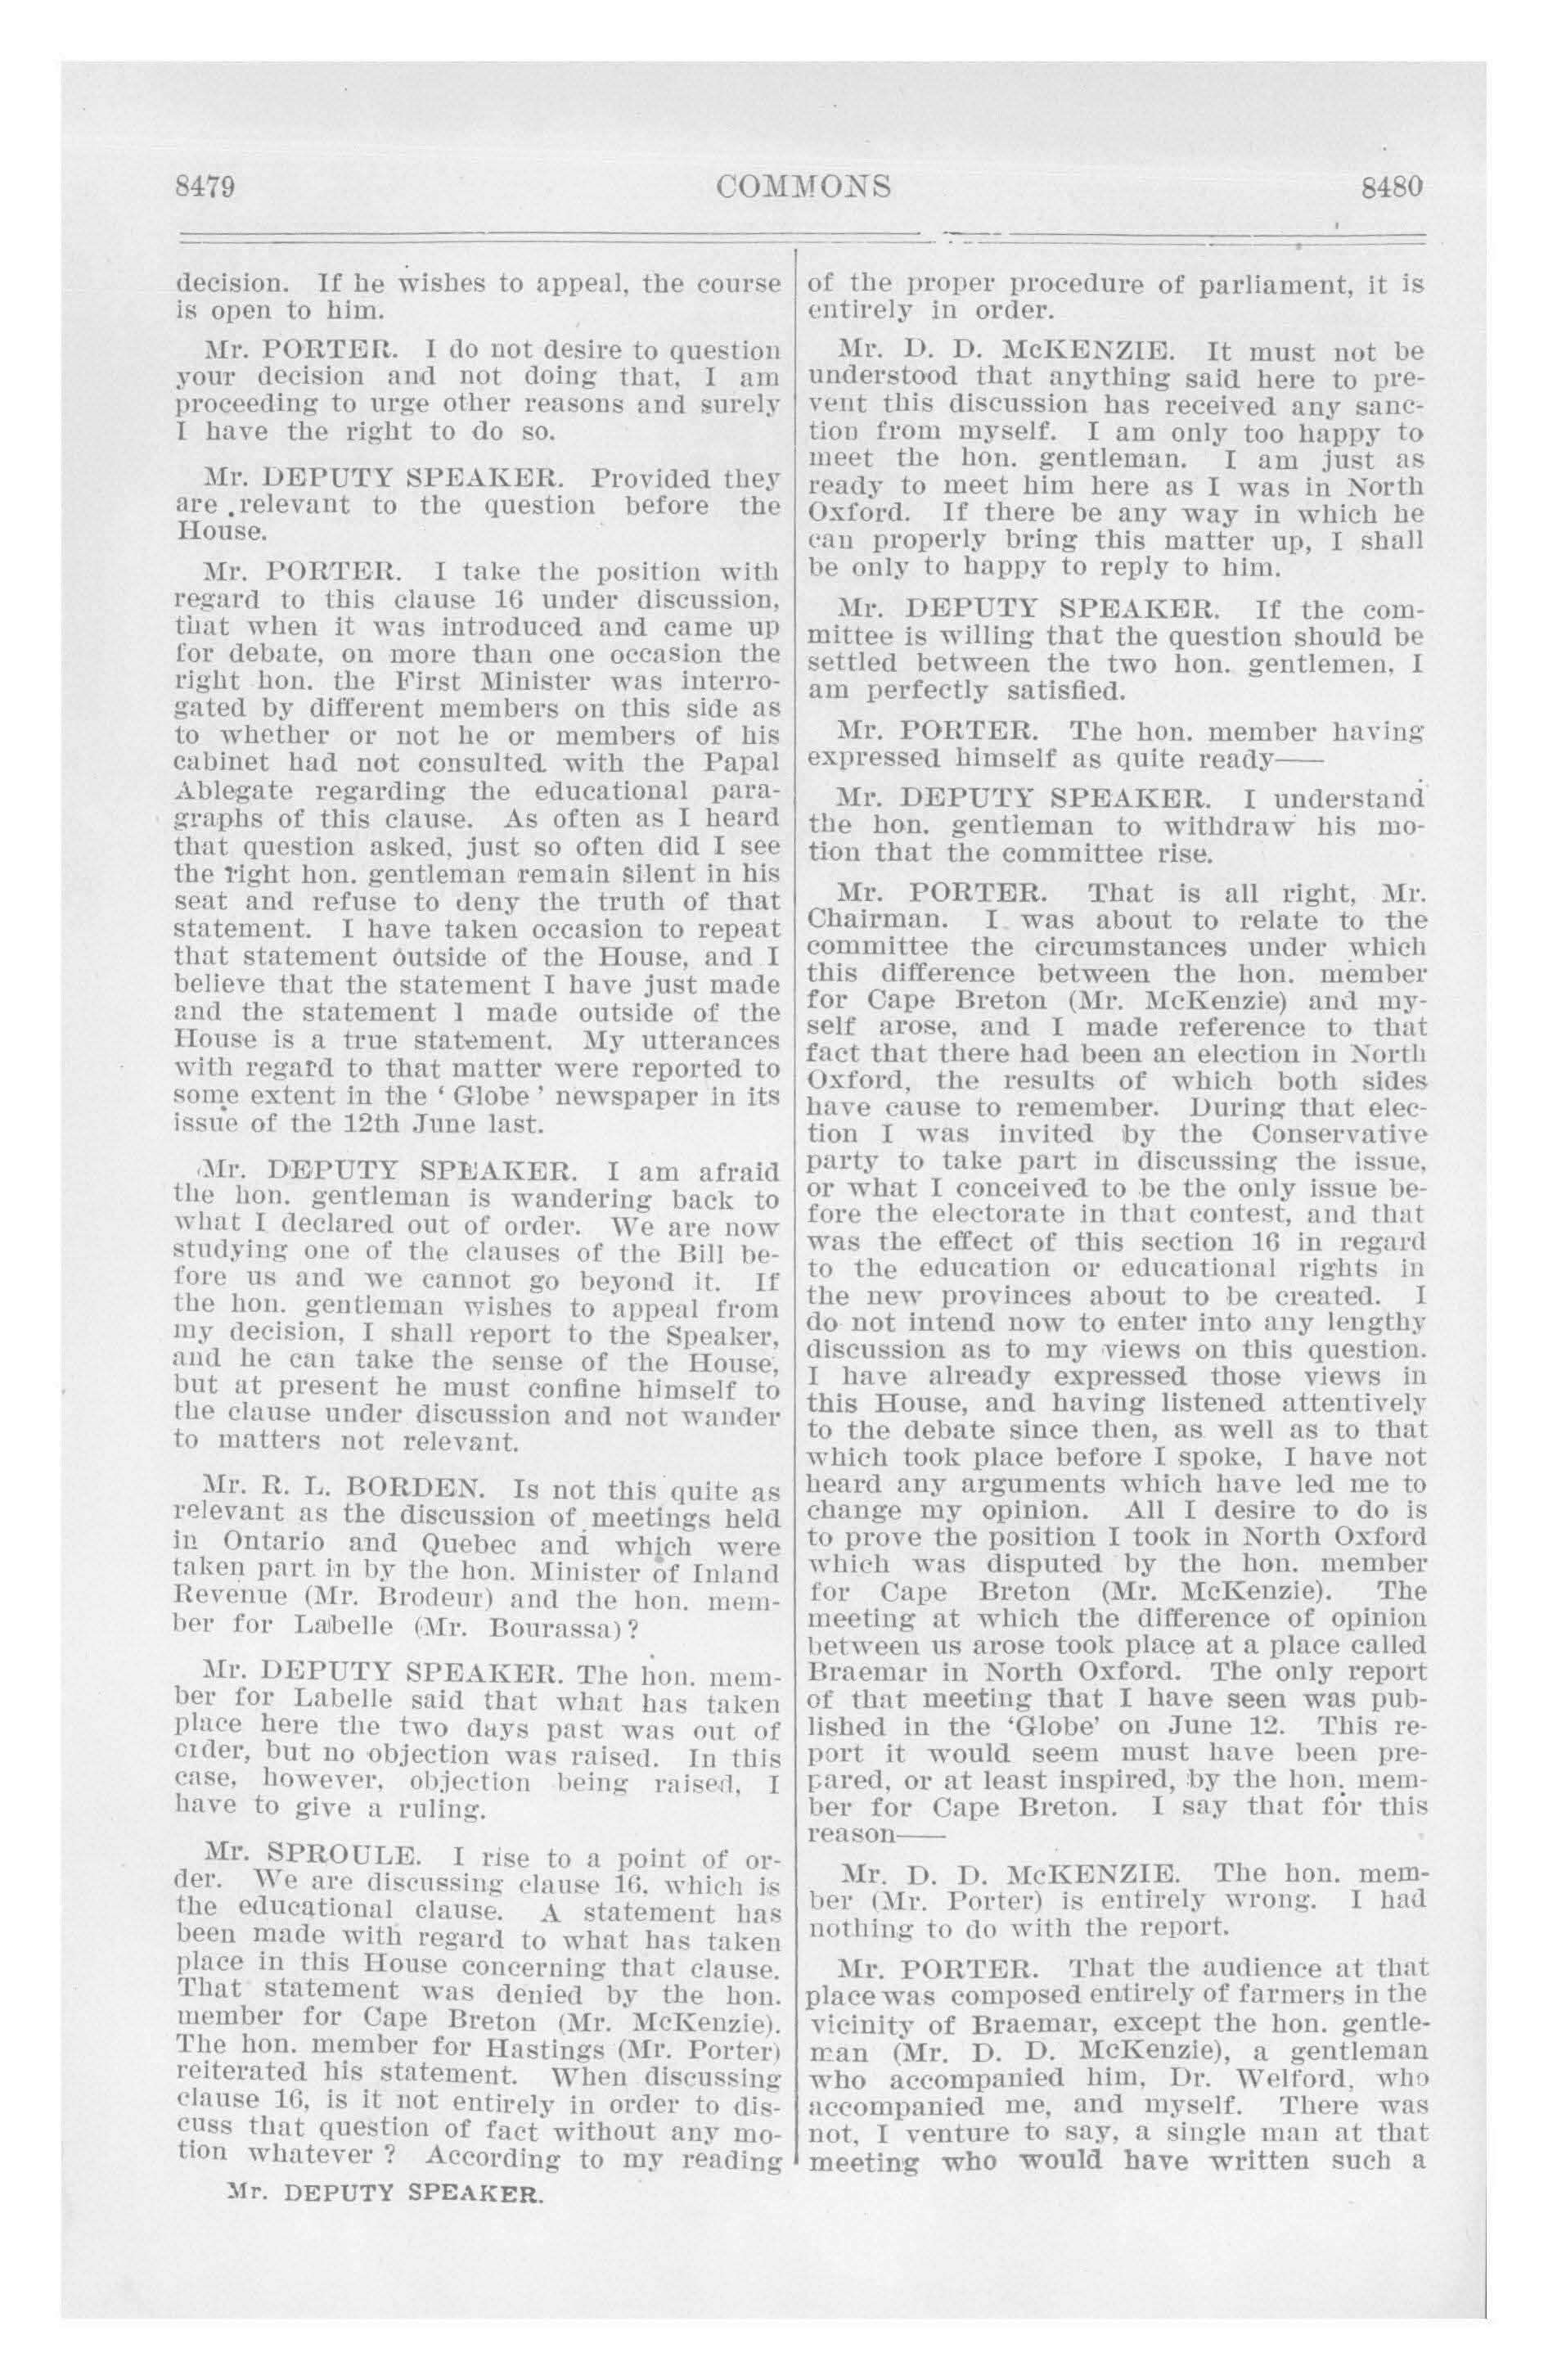 8479 COMMONS 8480
decision. If he wishes to appeal, the course
is open to him.
Mr. PORTER. I do not desire to question
your decision and not doing that, I am
proceeding to urge other reasons and surely
I have the right to do so.
Mr. DEPUTY SPEAKER. Provided they
are relevant to the question before the
House.
Mr. PORTER. I take the position with
regard to this clause 16 under discussion,
that when it was introduced and came up
for debate, on more than one occasion the
right hon. the First Minister was interro-
gated by different members on this side as
to whether or not he or members of his
cabinet had not consulted with the Papal
Ablegate regarding the educational para-
graphs of this clause. As often as I heard
that question asked, just so often did I see
the right hon. gentleman remain silent in his
seat and refuse to deny the truth of that
statement. I have taken occasion to repeat
that statement outside of the House, and I
believe that the statement I have just made
and the statement I made outside of the
House is a true statement. My utterances
with regard to that matter were reported to
some extent in the ‘ Globe ’ newspaper in its
issue of the 12th June last.
Mr. DEPUTY SPEAKER. I am afraid
the hon. gentleman is wandering back to
what I declared out of order. We are now
studying one of the clauses of the Bill be-
fore us and we cannot go beyond it. If
the hon. gentleman wishes to appeal from
my decision, I shall report to the Speaker,
and he can take the sense of the House,
but at present he must confine himself to
the clause under discussion and not wander
to matters not relevant.
Mr. R. L. BORDEN. Is not this quite as
relevant as the discussion of meetings held
in Ontario and Quebec and which were
taken part in by the hon. Minister of Inland
Revenue (Mr. Brodeur) and the hon. mem-
ber for Labelle (Mr. Bourassa) ?
Mr. DEPUTY SPEAKER. The hon. mem-
ber for Labelle said that what has taken
place here the two days past was out of
order, but no objection was raised. In this
case, however, objection being raised, I
have to give a ruling.
Mr. SPROULE. I rise to a point of or-
der. We are discussing clause 16, which is
the educational clause. A statement has
been made with regard to what has taken
place in this House concerning that clause.
That statement was denied by the hon.
member for Cape Breton (Mr. McKenzie).
The hon. member for Hastings (Mr. Porter)
reiterated his statement. When discussing
clause 16, is it not entirely in order to dis-
cuss that question of fact without any mo-
tion whatever ? According to my reading
Mr. DEPUTY SPEAKER.
of the proper procedure of parliament, it is
entirely in order.
Mr. D. D. McKENZIE. It must not be
understood that anything said here to pre-
vent this discussion has received any sanc-
tion from myself. I am only too happy to
meet the hon. gentleman. I am just as
ready to meet him here as I was in North
Oxford. If there be any way in which he
can properly bring this matter up, I shall
be only to happy to reply to him.
Mr. DEPUTY SPEAKER. If the com-
mittee is willing that the question should be
settled between the two hon. gentlemen, I
am perfectly satisfied.
Mr. PORTER. The hon. member having
expressed himself as quite ready——
Mr. DEPUTY SPEAKER. I understand
the hon. gentleman to withdraw his mo-
tion that the committee rise.
Mr. PORTER. That is all right, Mr.
Chairman. I was about to relate to the
committee the circumstances under which
this difference between the hon. member
for Cape Breton (Mr. McKenzie) and my-
self arose, and I made reference to that
fact that there had been an election in North
Oxford, the results of which both sides
have cause to remember. During that elec-
tion I was invited by the Conservative
party to take part in discussing the issue,
or what I conceived to be the only issue be-
fore the electorate in that contest, and that
was the effect of this section 16 in regard
to the education or educational rights in
the new provinces about to be created. I
do not intend now to enter into any lengthy
discussion as to my views on this question.
I have already expressed those views in
this House, and having listened attentively
to the debate since then, as well as to that
which took place before I spoke, I have not
heard any arguments which have led me to
change my opinion. All I desire to do is
to prove the position I took in North Oxford
which was disputed by the hon. member
for Cape Breton (Mr. McKenzie). The
meeting at which the difference of opinion
between us arose took place at a place called
Braemar in North Oxford. The only report
of that meeting that I have seen was pub-
lished in the ‘Globe’ on June 12. This re-
port it would seem must have been pre-
pared, or at least inspired, by the hon. mem-
ber for Cape Breton. I say that for this
reason——
Mr. D. D. McKENZIE. The hon. mem-
ber (Mr. Porter) is entirely wrong. I had
nothing to do with the report.
Mr. PORTER. That the audience at that
place was composed entirely of farmers in the
vicinity of Braemar, except the hon. gentle-
man (Mr. D. D. McKenzie), a gentleman
who accompanied him, Dr. Welford, who
accompanied me, and myself. There was
not, I venture to say, a single man at that
meeting who would have written such a